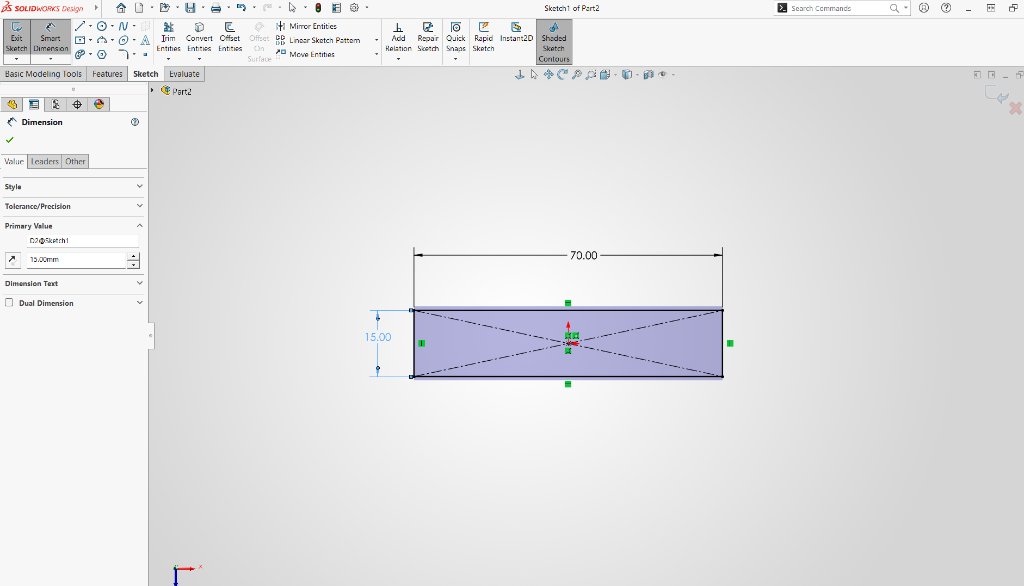 SOLIDWORKS Design
Sketch1 of Part2
Search Commands
Exit Sketch
Smart Dimension
Trim Entities
Convert Entities
Offset Entities
Offset On Surface
Mirror Entities
Linear Sketch Pattern
Move Entities
Add Relation
Repair Sketch
Quick Snaps
Rapid Sketch
Instant2D
Shaded Sketch Contours
Basic Modeling Tools
Features
Sketch
Evaluate
Part2
Dimension
Value
Leaders
Other
Style
Tolerance/Precision
Primary Value
D2@Sketch1
15.00mm
Dimension Text
Dual Dimension
70.00
15.00
X